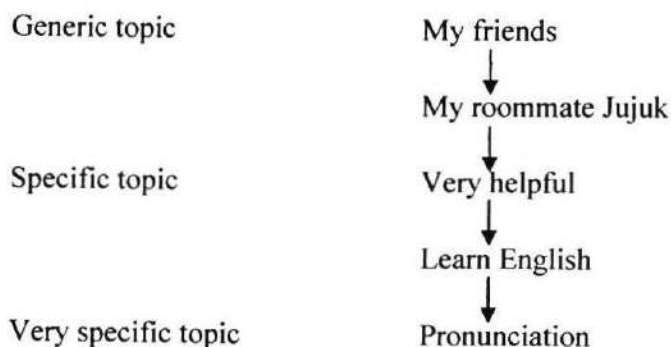 Generic topic My friends
My roommate Jujuk
Specific topic Very helpful
Learn English
Very specific topic Pronunciation